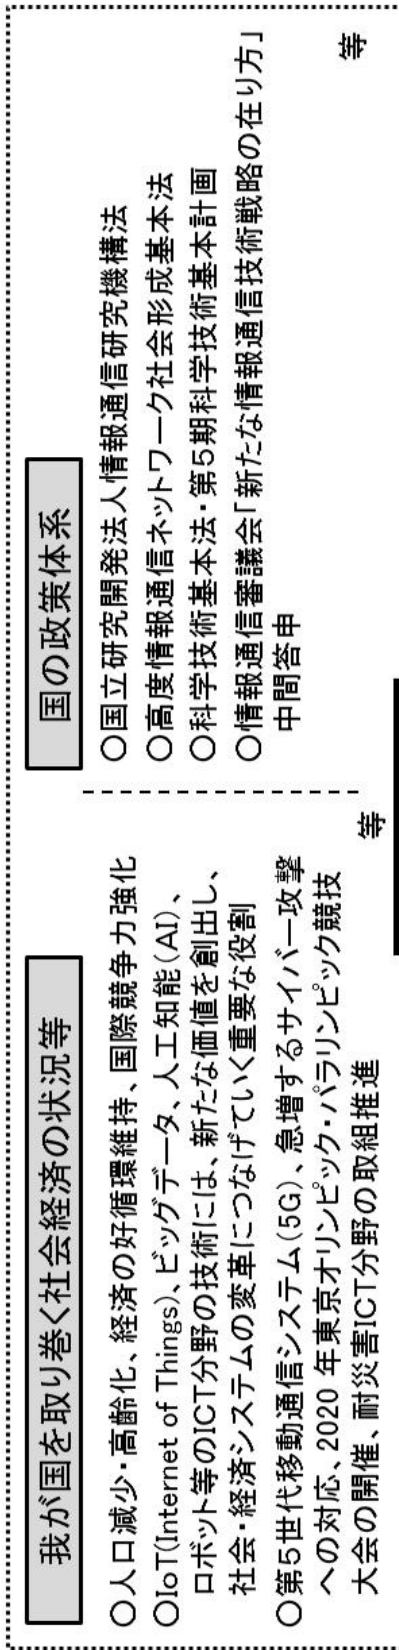 我が国を取り巻く社会経済の状況等
○人口減少・高齢化、経済の好循環維持、国際競争力強化
○IoT(Internet of Things)、ビッグデータ、人工知能(AI)、
ロボット等のICT分野の技術には、新たな価値を創出し、
社会・経済システムの変革につなげていく重要な役割
○第5世代移動通信システム(5G)、急増するサイバー攻撃
への対応、2020 年東京オリンピック・パラリンピック競技
大会の開催、耐災害ICT分野の取組推進
等
国の政策体系
○国立研究開発法人情報通信研究機構法
○高度情報通信ネットワーク社会形成基本法
○科学技術基本法・第5期科学技術基本計画
○情報通信審議会「新たな情報通信技術戦略の在り方」
中間答申
等